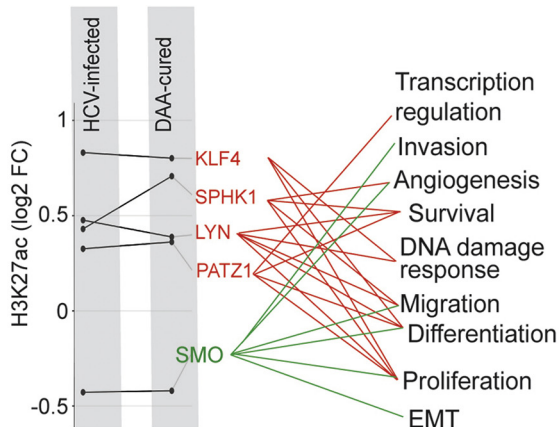 HCV-infected
DAA-cured
H3K27ac (log2 FC)
1
0.5
0
-0.5
KLF4
SPHK1
LYN
PATZ1
SMO
Transcription
regulation
Invasion
Angiogenesis
Survival
DNA damage
response
Migration
Differentiation
Proliferation
EMT